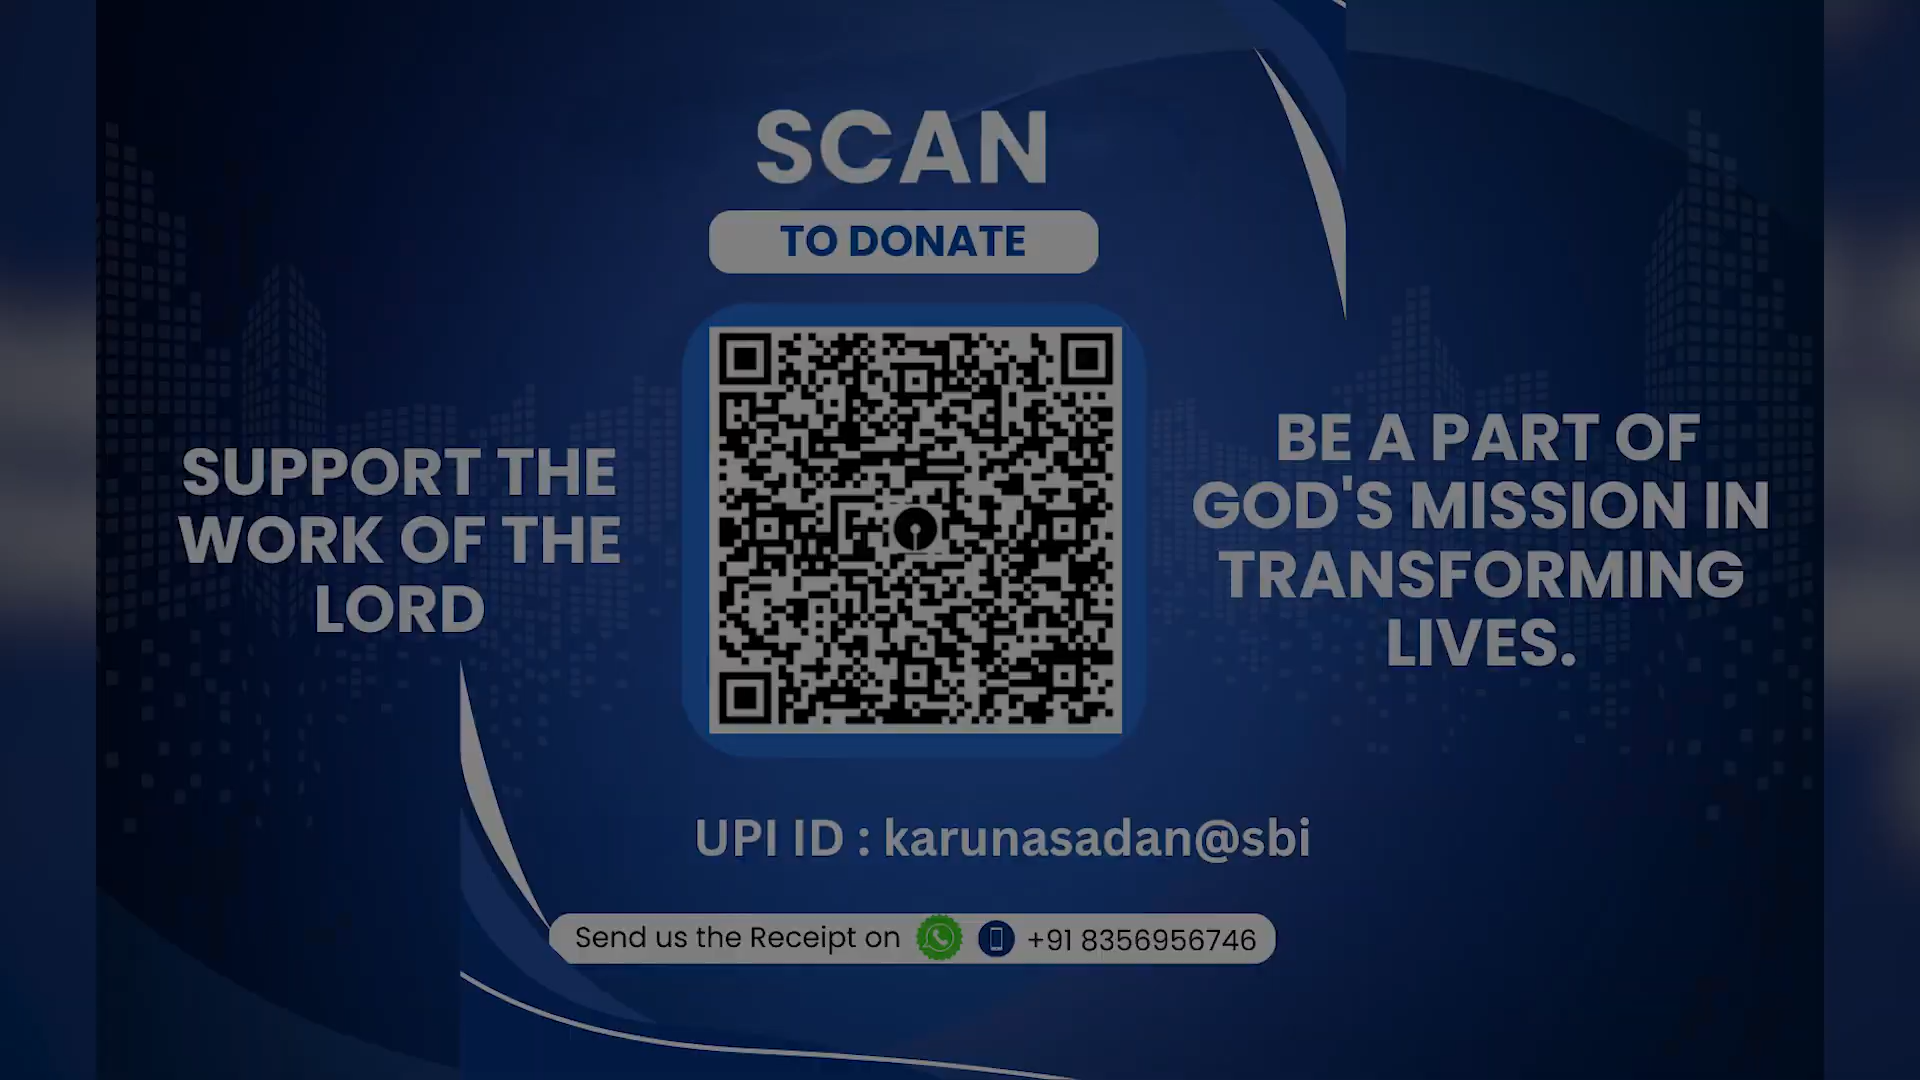 SCAN
TO DONATE
SUPPORT THE
WORK OF THE
LORD
BE A PART OF
GOD'S MISSION IN
TRANSFORMING
LIVES.
UPI ID : karunasadan@sbi
Send us the Receipt on +91 8356956746